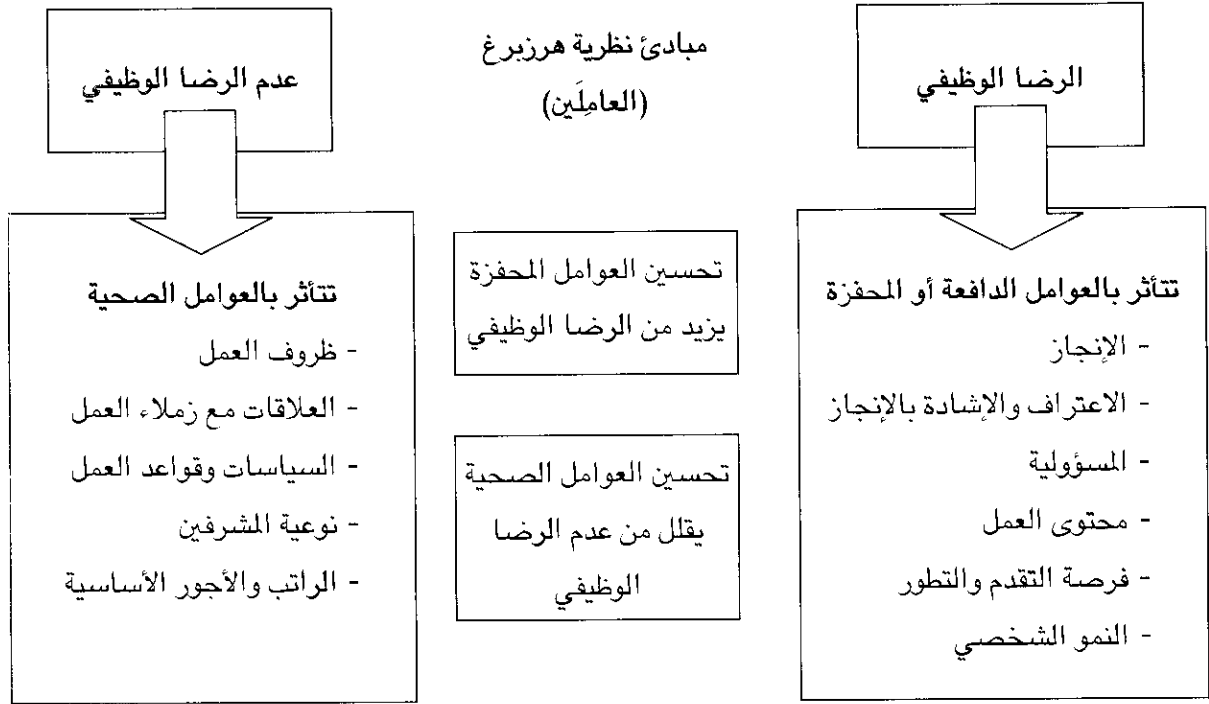 مبادئ نظرية هرزبرغ
(العامِلَين)
الرضا الوظيفي
تتأثر بالعوامل الدافعة أو المحفزة
- الإنجاز
- الاعتراف والإشادة بالإنجاز
- المسؤولية
- محتوى العمل
- فرصة التقدم والتطور
- النمو الشخصي
تحسين العوامل المحفزة
يزيد من الرضا الوظيفي
تحسين العوامل الصحية
يقلل من عدم الرضا
الوظيفي
عدم الرضا الوظيفي
تتأثر بالعوامل الصحية
- ظروف العمل
- العلاقات مع زملاء العمل
- السياسات وقواعد العمل
- نوعية المشرفين
- الراتب والأجور الأساسية